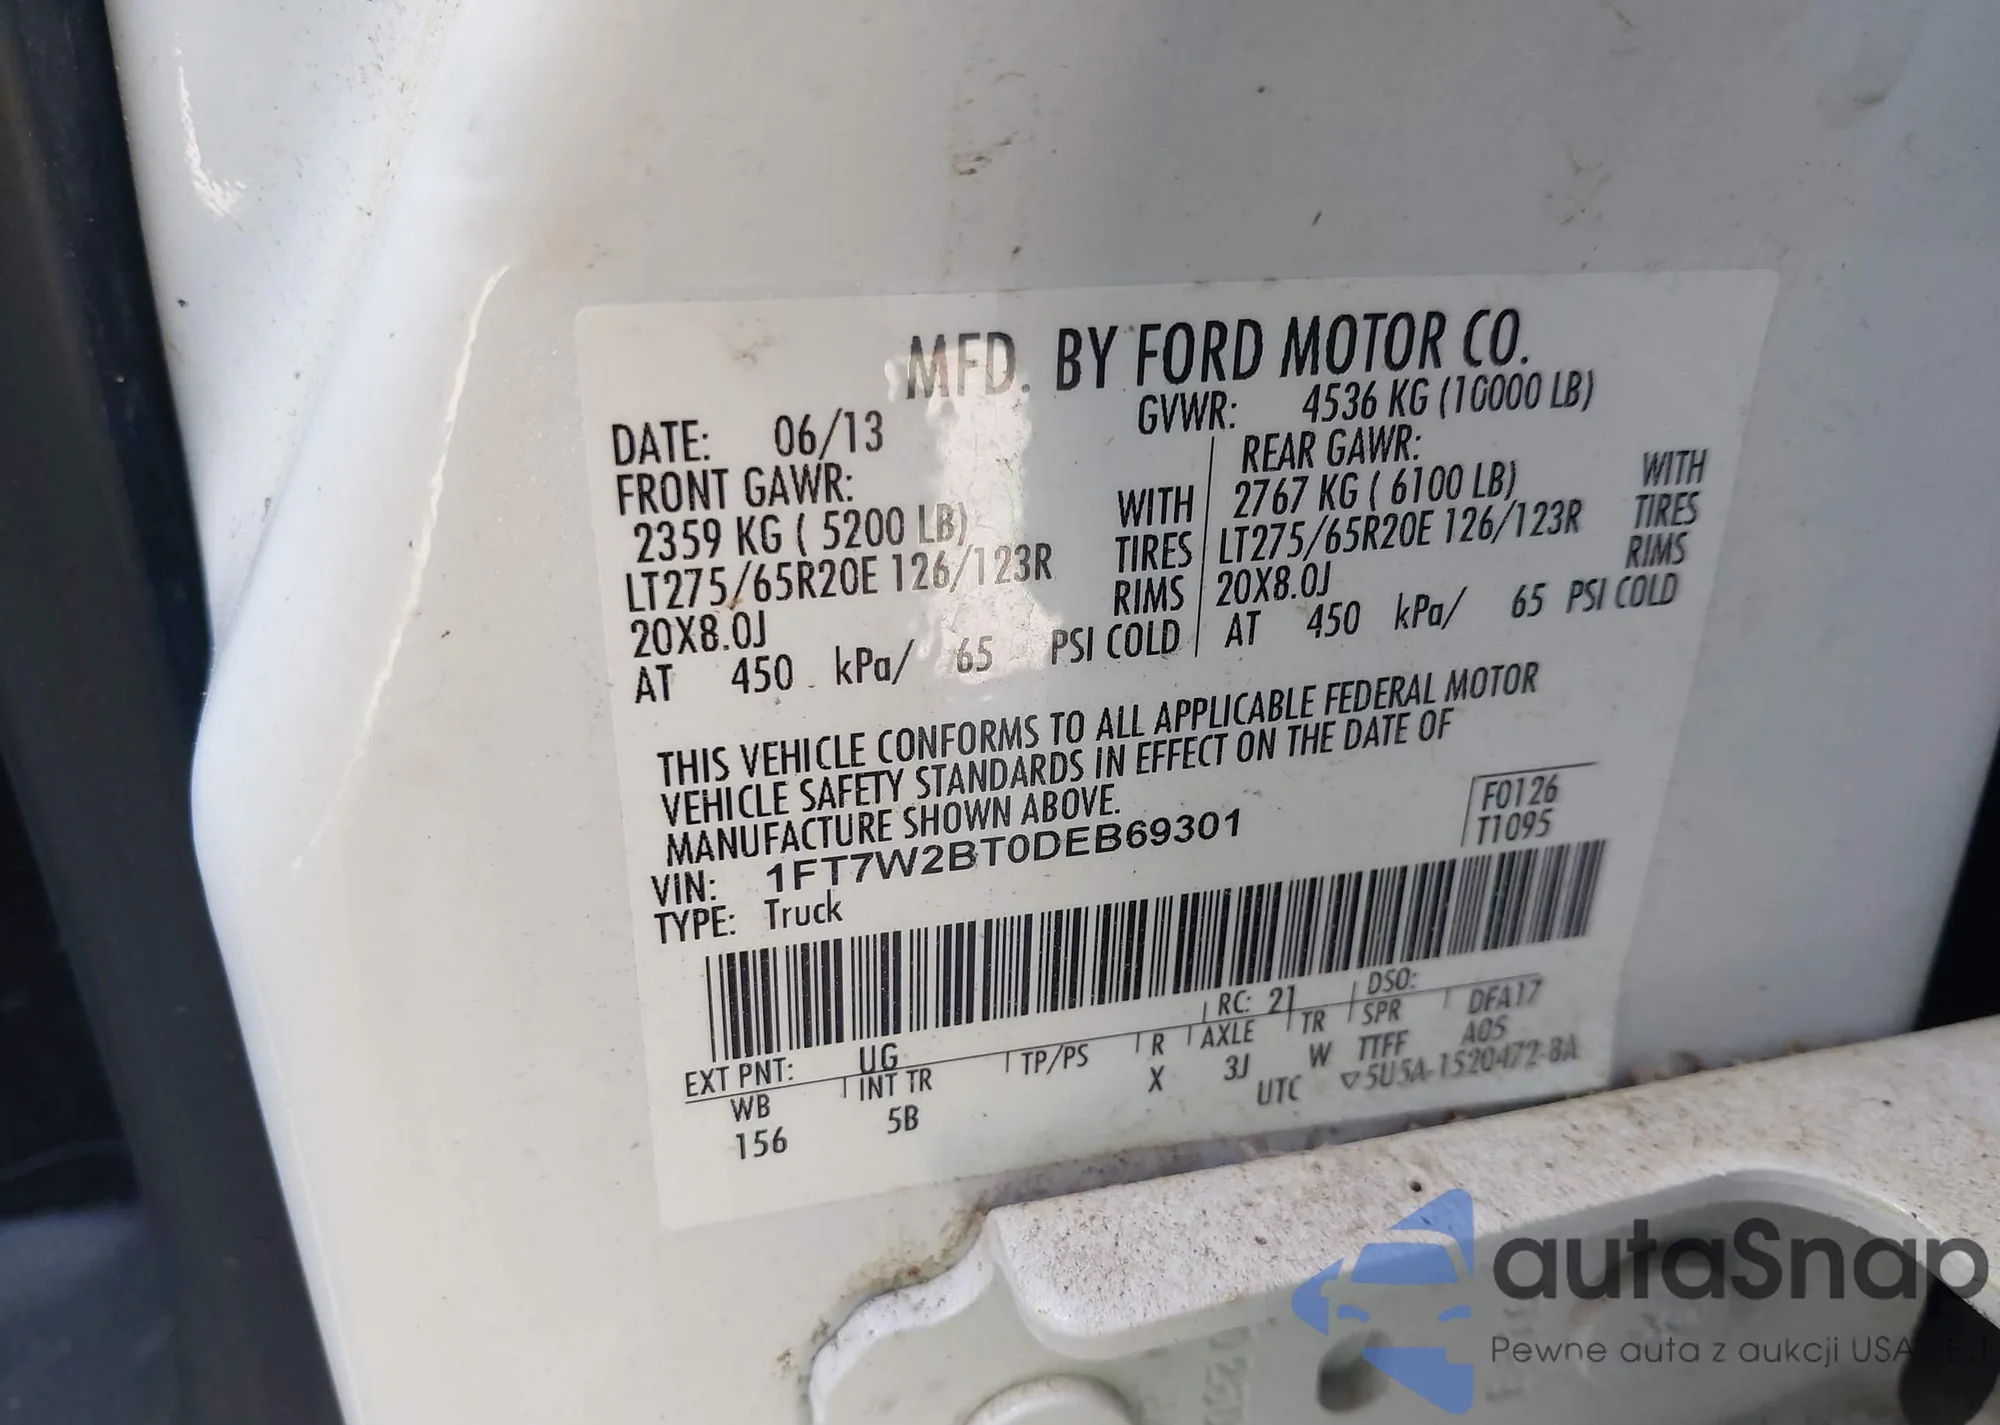 MFD. BY FORD MOTOR CO.
DATE: 06/13 GVWR: 4536 KG (10000 LB)
FRONT GAWR: REAR GAWR:
2359 KG ( 5200 LB) WITH 2767 KG ( 6100 LB) WITH
LT275/65R20E 126/123R TIRES LT275/65R20E 126/123R TIRES
20X8.0J RIMS 20X8.0J RIMS
AT 450 kPa/ 65 PSI COLD AT 450 kPa/ 65 PSI COLD
THIS VEHICLE CONFORMS TO ALL APPLICABLE FEDERAL MOTOR
VEHICLE SAFETY STANDARDS IN EFFECT ON THE DATE OF
MANUFACTURE SHOWN ABOVE.
F0126
VIN: 1FT7W2BT0DEB69301 T1095
TYPE: Truck
EXT PNT: UG RC: 21 DSO:
WB INT TR TP/PS R AXLE TR SPR DFA17
156 5B X 3J W TTFF A0S
UTC ▽5U5A-1520472-BA
autaSnap
Pewne auta z aukcji USA